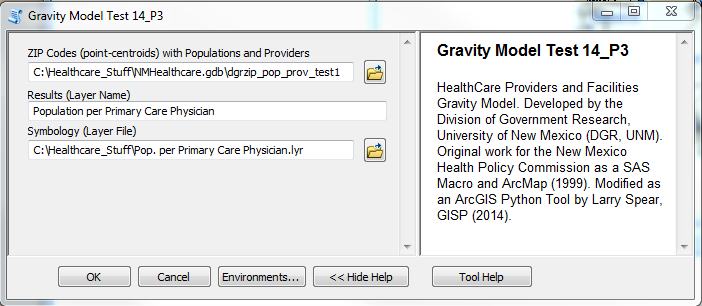 Gravity Model Test 14_P3
ZIP Codes (point-centroids) with Populations and Providers
C:\Healthcare_Stuff\NMHealthcare.gdb\dgrzip_pop_prov_test1
Results (Layer Name)
Population per Primary Care Physician
Symbology (Layer File)
C:\Healthcare_Stuff\Pop. per Primary Care Physician.lyr
Gravity Model Test 14_P3
HealthCare Providers and Facilities
Gravity Model. Developed by the
Division of Government Research,
University of New Mexico (DGR, UNM).
Original work for the New Mexico
Health Policy Commission as a SAS
Macro and ArcMap (1999). Modified as
an ArcGIS Python Tool by Larry Spear,
GISP (2014).
OK
Cancel
Environments...
<< Hide Help
Tool Help